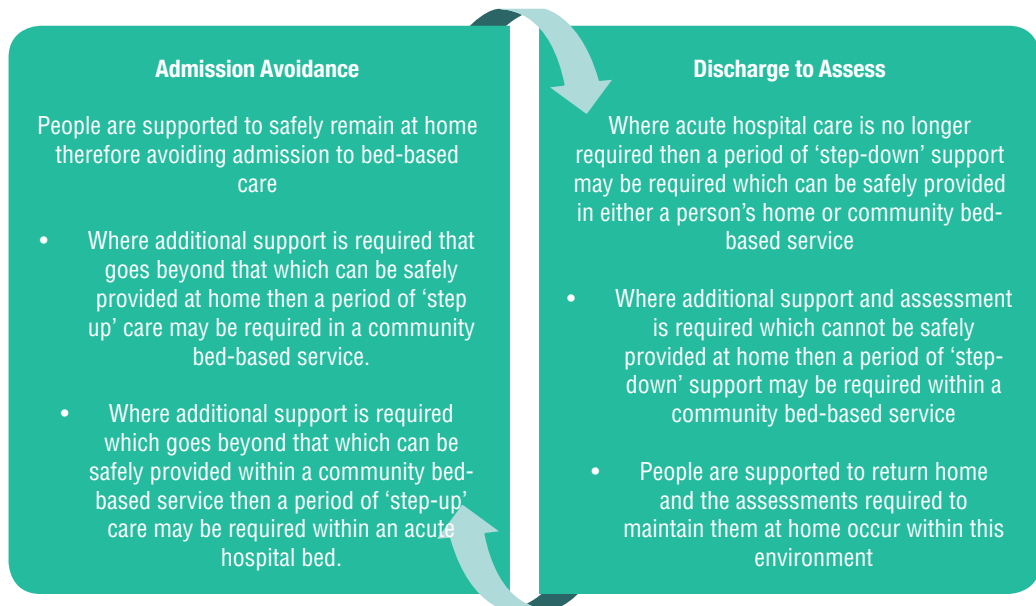 Admission Avoidance
People are supported to safely remain at home
therefore avoiding admission to bed-based
care
• Where additional support is required that
goes beyond that which can be safely
provided at home then a period of ‘step
up’ care may be required in a community
bed-based service.
• Where additional support is required
which goes beyond that which can be
safely provided within a community bed-
based service then a period of ‘step-up’
care may be required within an acute
hospital bed.
Discharge to Assess
Where acute hospital care is no longer
required then a period of ‘step-down’ support
may be required which can be safely provided
in either a person’s home or community bed-
based service
• Where additional support and assessment
is required which cannot be safely
provided at home then a period of ‘step-
down’ support may be required within a
community bed-based service
• People are supported to return home
and the assessments required to
maintain them at home occur within this
environment